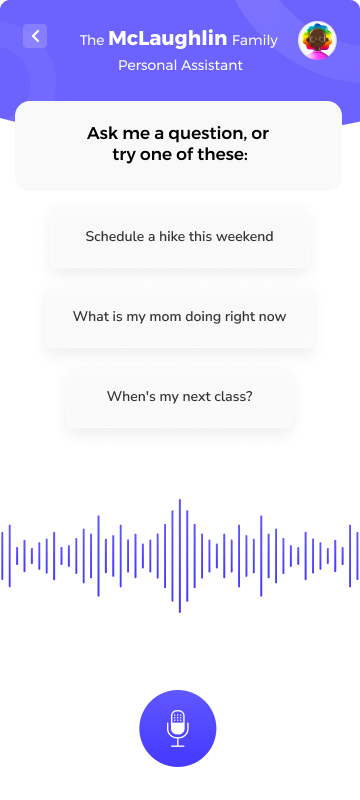 The McLaughlin Family
Personal Assistant
Ask me a question, or
try one of these:
Schedule a hike this weekend
What is my mom doing right now
When's my next class?